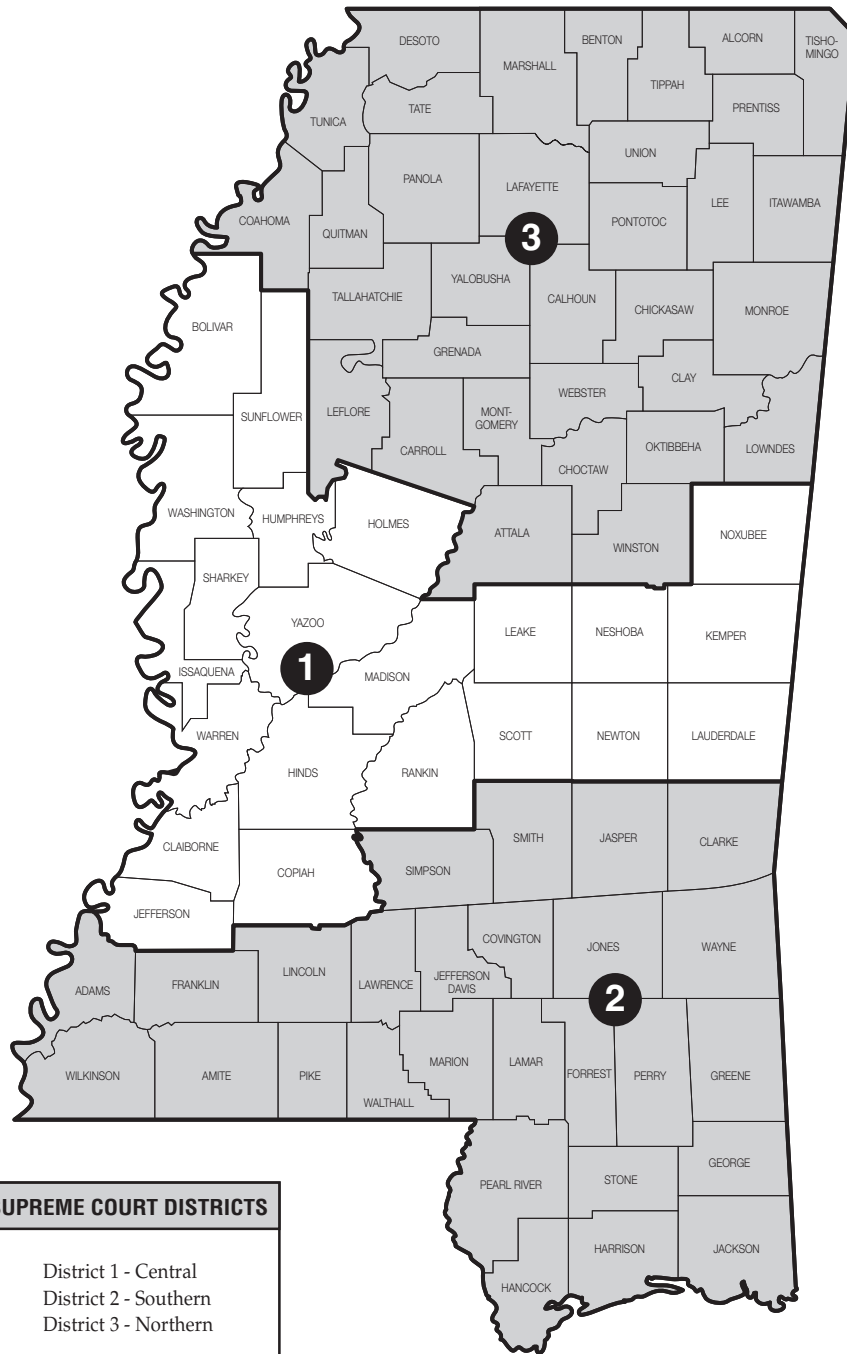 DESOTO
BENTON
ALCORN
TISHO-
MINGO
MARSHALL
TIPPAH
TATE
PRENTISS
TUNICA
UNION
PANOLA
LAFAYETTE
LEE
ITAWAMBA
COAHOMA
QUITMAN
PONTOTOC
3
YALOBUSHA
TALLAHATCHIE
CALHOUN
CHICKASAW
MONROE
BOLIVAR
GRENADA
CLAY
WEBSTER
LEFLORE
SUNFLOWER
MONT-
GOMERY
CARROLL
OKTIBBEHA
LOWNDES
CHOCTAW
WASHINGTON
HUMPHREYS
HOLMES
ATTALA
NOXUBEE
WINSTON
SHARKEY
YAZOO
LEAKE
NESHOBA
KEMPER
1
ISSAQUENA
MADISON
WARREN
SCOTT
NEWTON
LAUDERDALE
HINDS
RANKIN
CLAIBORNE
SMITH
JASPER
CLARKE
COPIAH
SIMPSON
JEFFERSON
COVINGTON
JONES
WAYNE
LINCOLN
JEFFERSON
DAVIS
LAWRENCE
FRANKLIN
ADAMS
2
MARION
LAMAR
WILKINSON
AMITE
PIKE
FORREST
PERRY
GREENE
WALTHALL
GEORGE
STONE
PEARL RIVER
HARRISON
JACKSON
HANCOCK
SUPREME COURT DISTRICTS
District 1 - Central
District 2 - Southern
District 3 - Northern